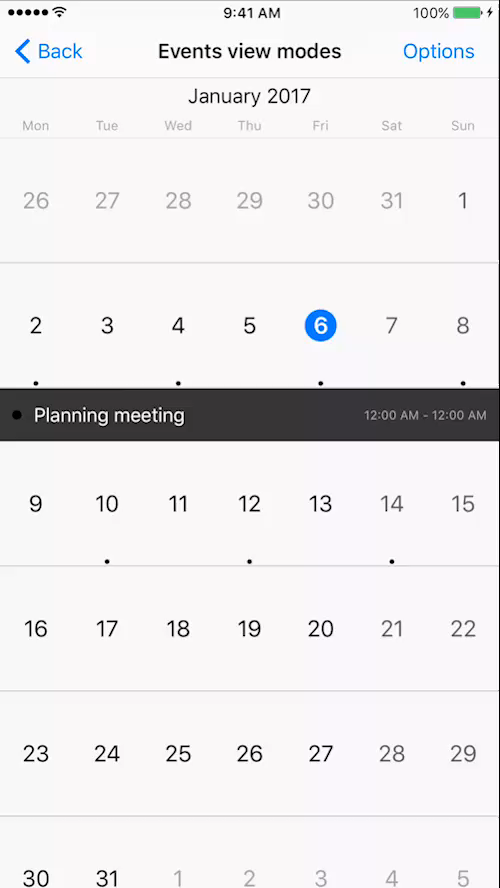 9:41 AM 100%
Back Events view modes Options
January 2017
Mon Tue Wed Thu Fri Sat Sun
26 27 28 29 30 31 1
2 3 4 5 6 7 8
Planning meeting 12:00 AM - 12:00 AM
9 10 11 12 13 14 15
16 17 18 19 20 21 22
23 24 25 26 27 28 29
30 31 1 2 3 4 5